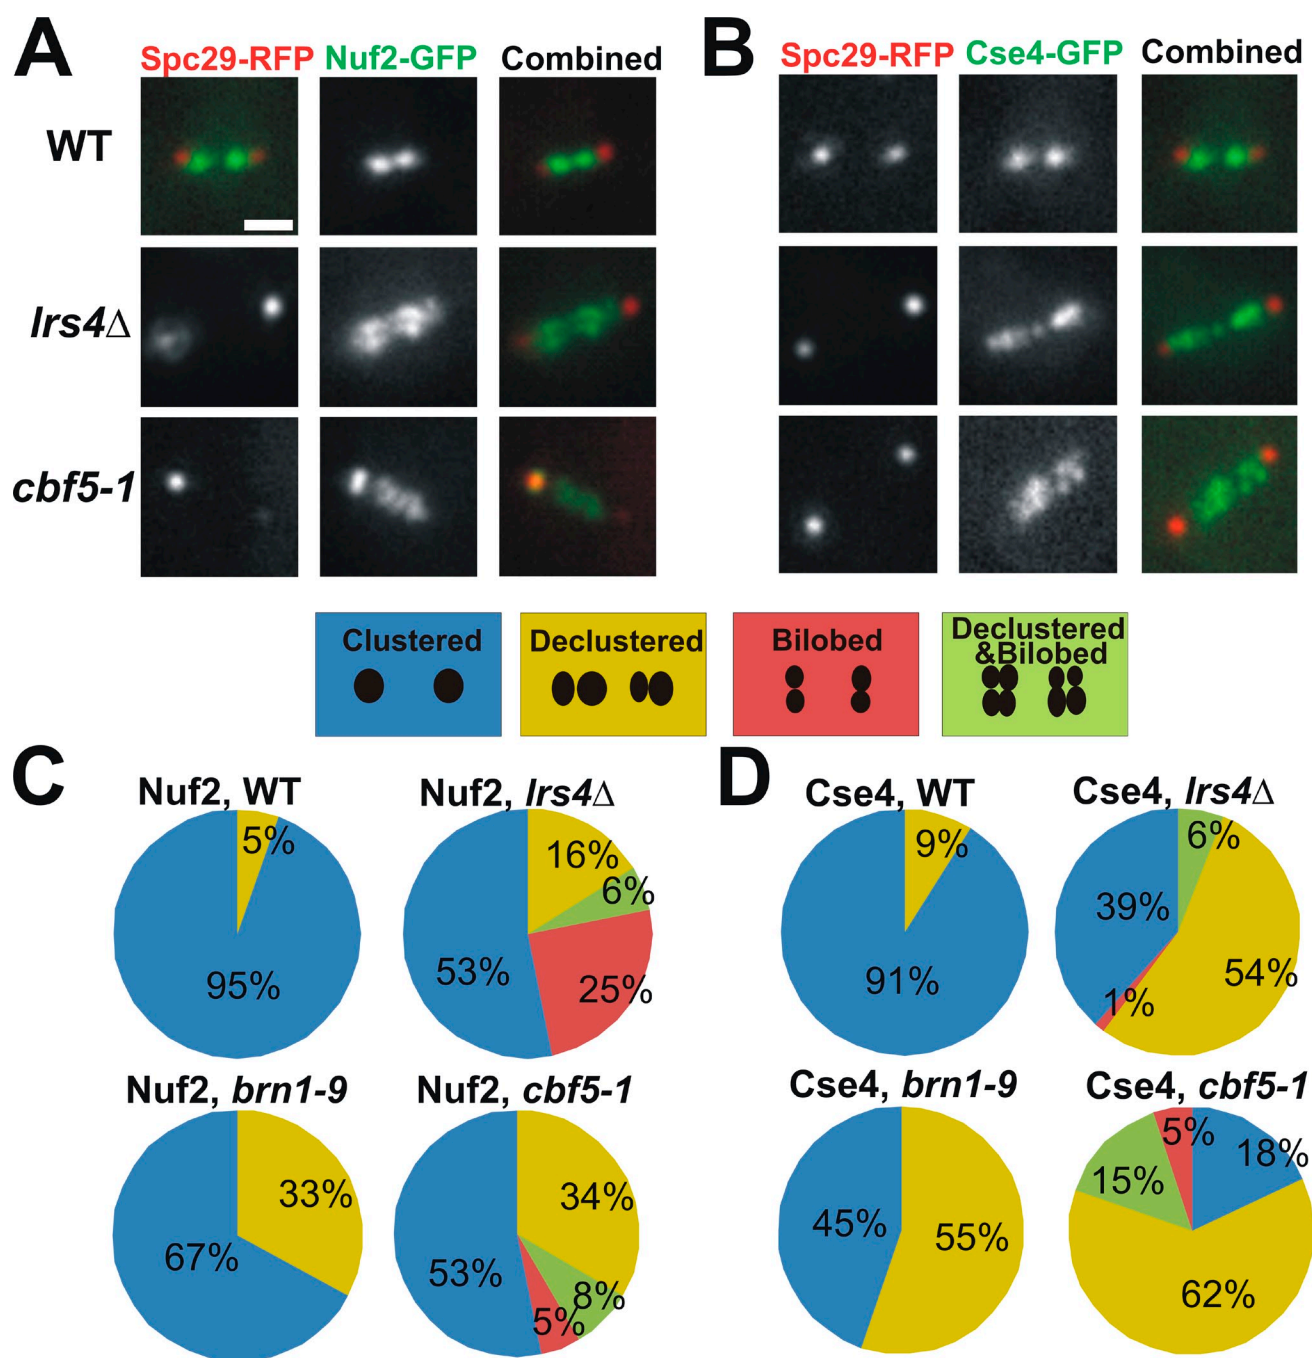 A
Spc29-RFP Nuf2-GFP Combined
WT
lrs4Δ
cbf5-1
B
Spc29-RFP Cse4-GFP Combined
Clustered
Declustered
Bilobed
Declustered
&Bilobed
C
Nuf2, WT
5%
95%
Nuf2, lrs4Δ
16%
6%
53%
25%
Nuf2, brn1-9
33%
67%
Nuf2, cbf5-1
34%
53%
8%
5%
D
Cse4, WT
9%
91%
Cse4, lrs4Δ
6%
39%
54%
1%
Cse4, brn1-9
45%
55%
Cse4, cbf5-1
5%
18%
15%
62%